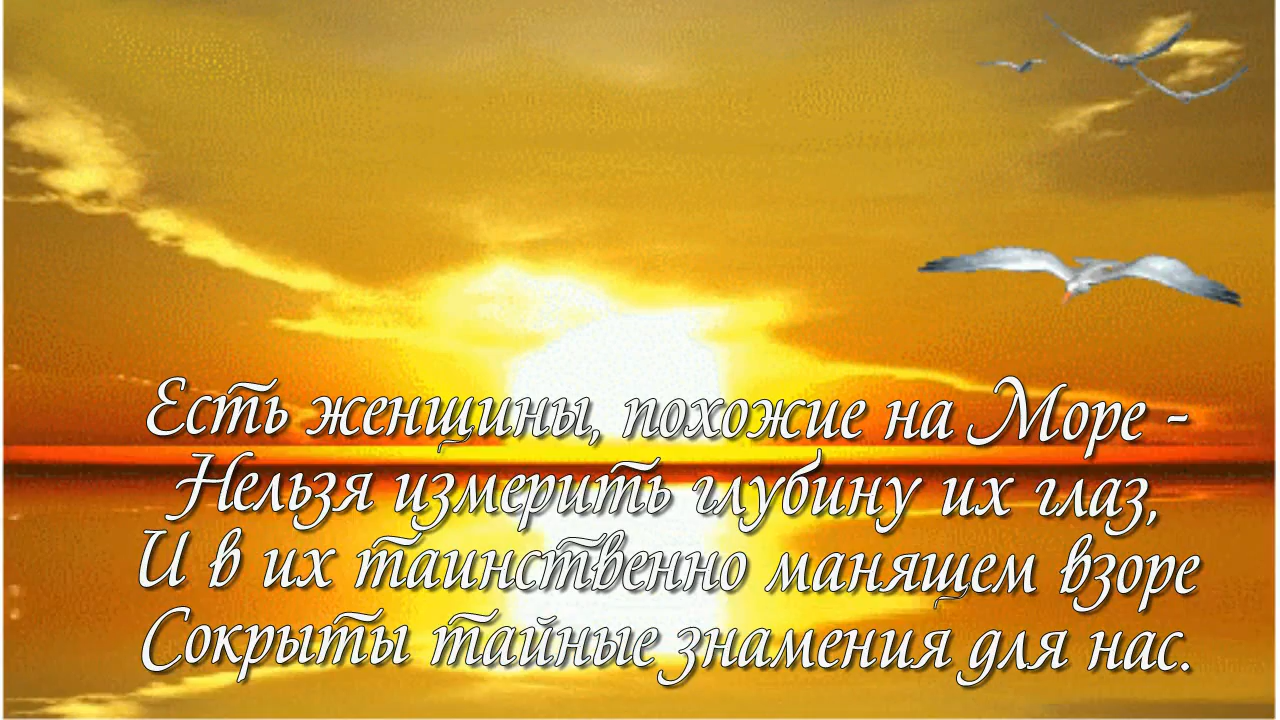 Есть женщины, похожие на Море -
Нельзя измерить глубину их глаз,
И в их таинственно манящем взоре
Сокрыты тайные знамения для нас.